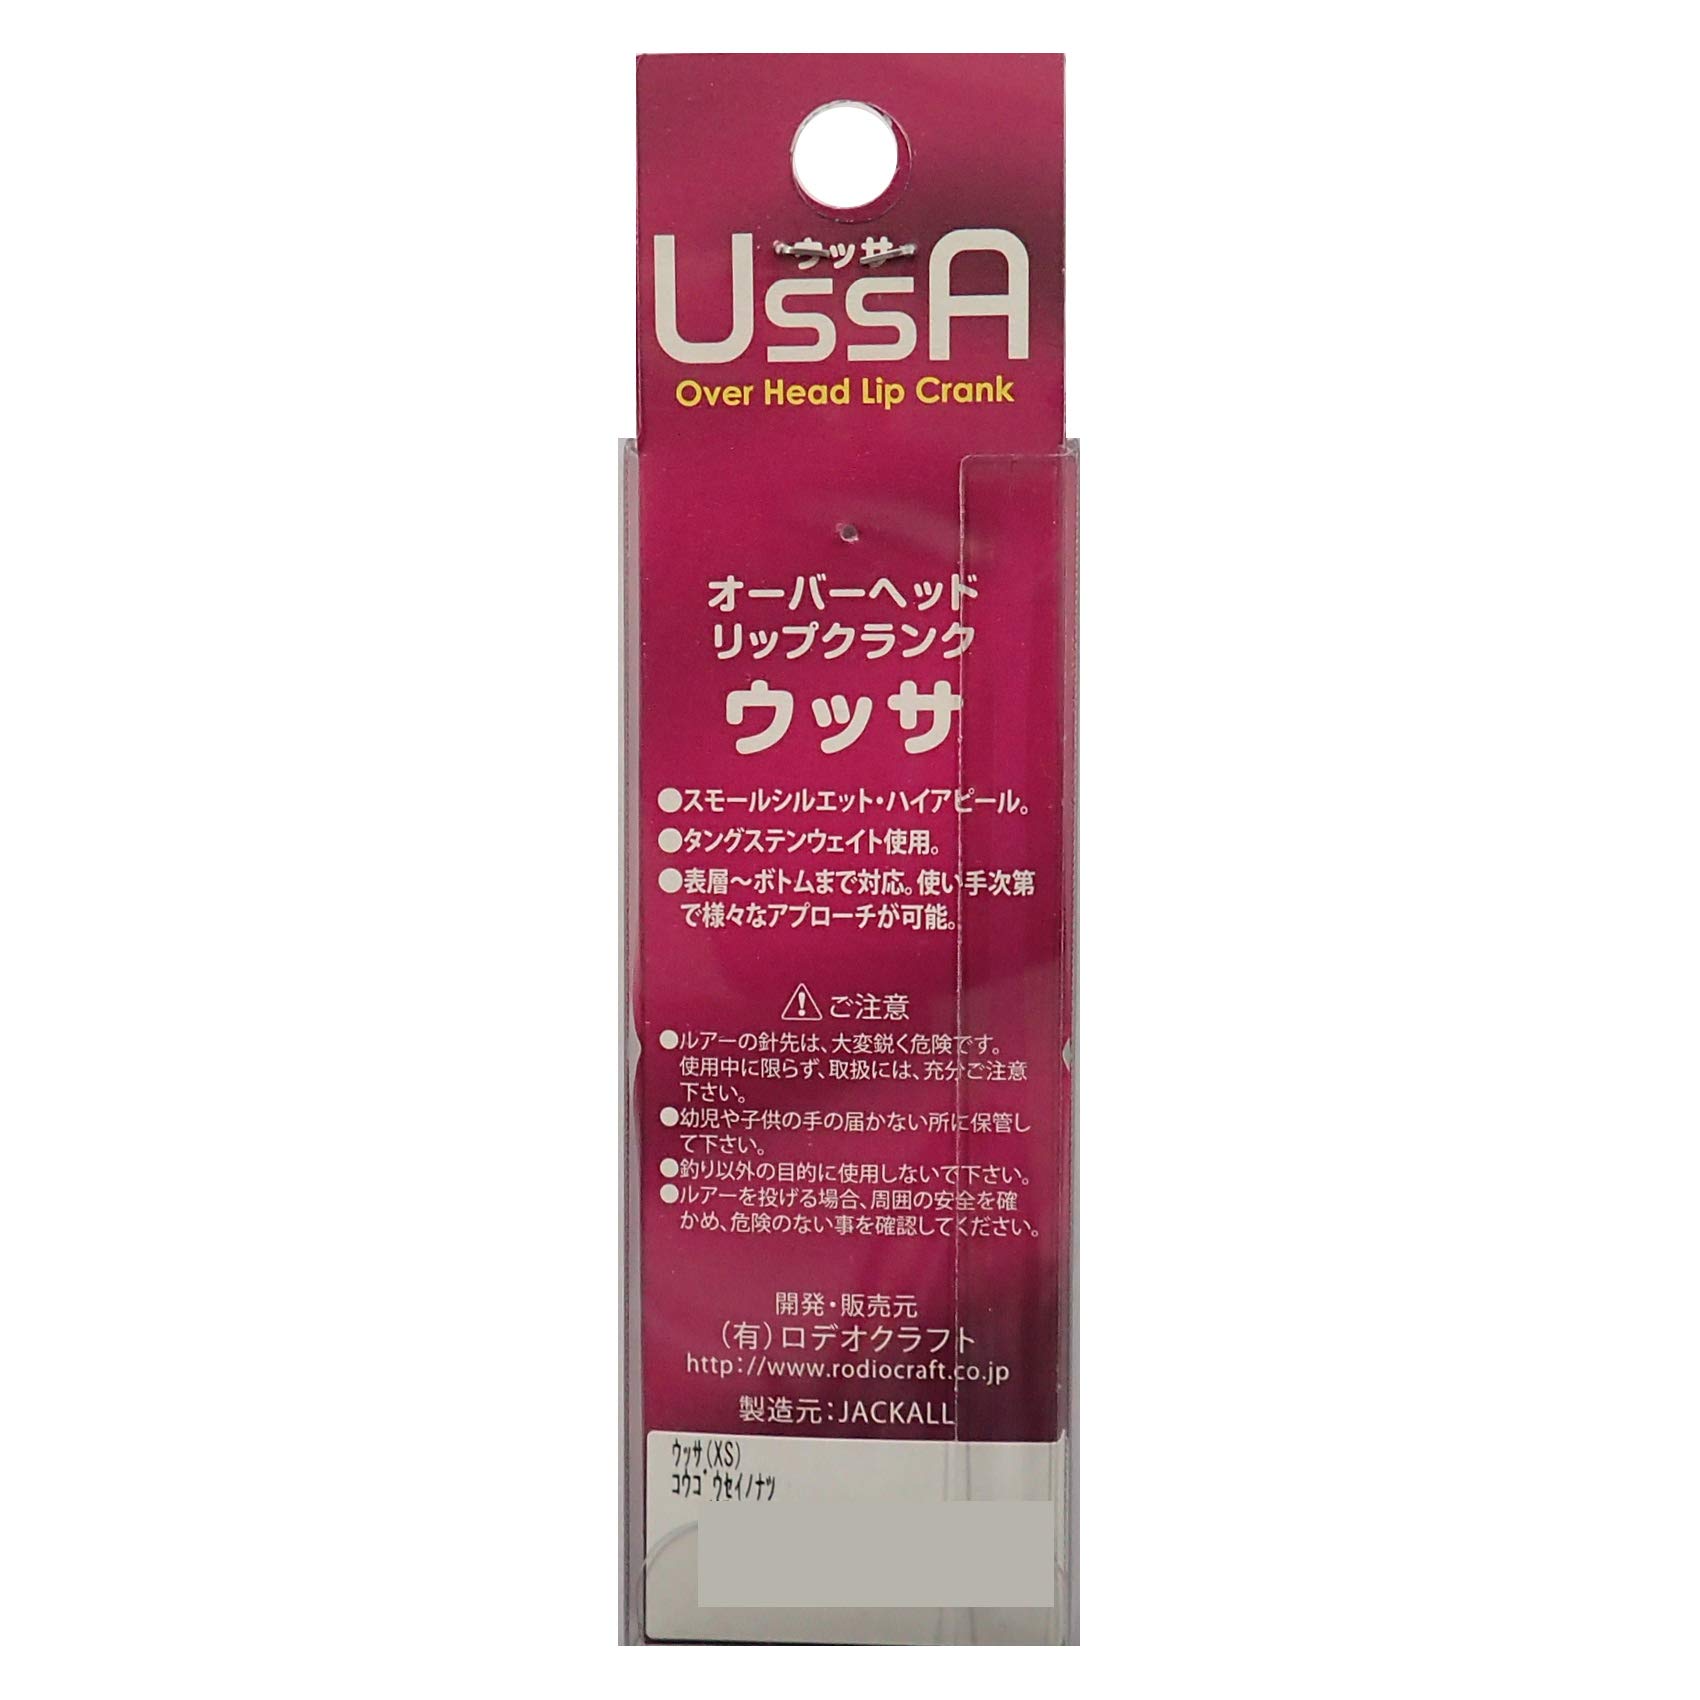 ウッサ
UssA
Over Head Lip Crank
オーバーヘッド
リップクランク
ウッサ
●スモールシルエット・ハイアピール。
●タングステンウェイト使用。
●表層〜ボトムまで対応。使い手次第
で様々なアプローチが可能。
ご注意
●ルアーの針先は、大変鋭く危険です。
使用中に限らず、取扱には、充分ご注意
下さい。
●幼児や子供の手の届かない所に保管し
て下さい。
●釣り以外の目的に使用しないで下さい。
●ルアーを投げる場合、周囲の安全を確
かめ、危険のない事を確認してください。
開発・販売元
（有）ロデオクラフト
http://www.rodiocraft.co.jp
製造元：JACKALL
ｳｯｻ(XS)
ｺｳｺﾞｳｾｲﾉﾅﾂ